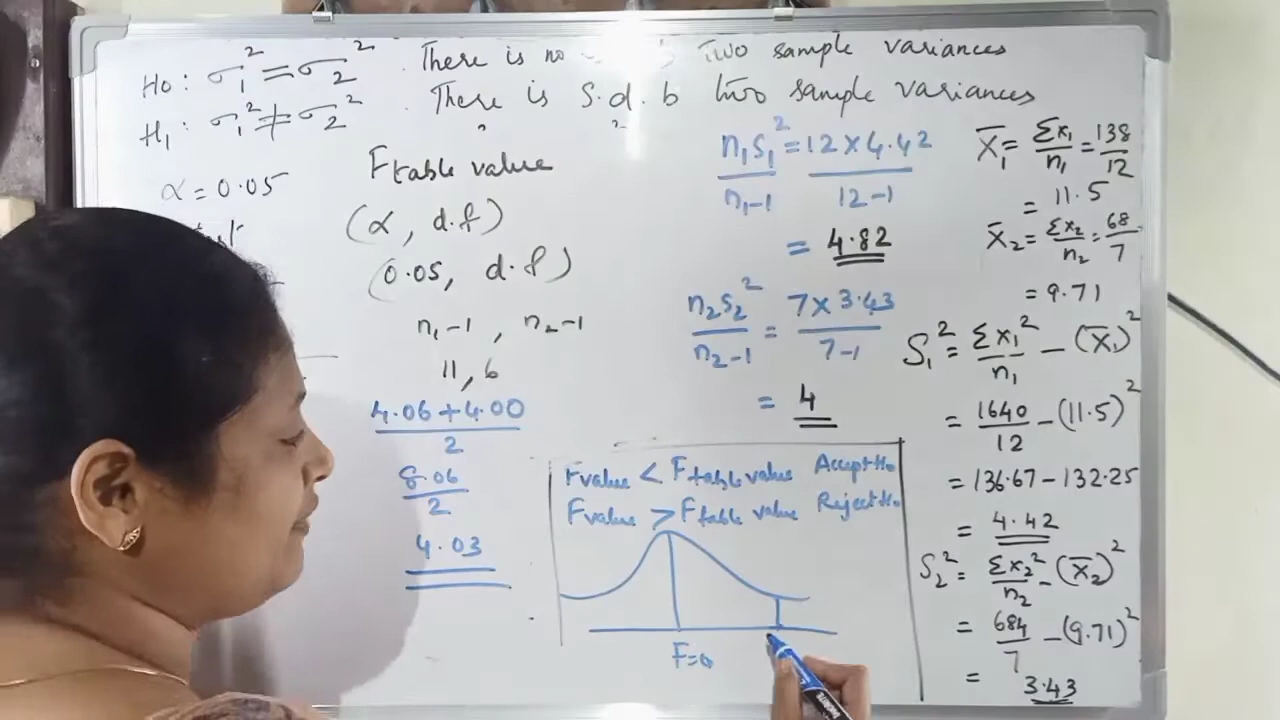 H0 : σ1² = σ2² . There is no Two sample variances
H1 : σ1² ≠ σ2² . There is S.d. b two sample variances
α = 0.05
F table value
(α, d.f)
(0.05, d.f)
n1-1 , n2-1
11, 6
4.06 + 4.00
2
8.06
2
4.03
n1s1² / n1-1 = 12 × 4.42 / 12-1
= 4.82
n2s2² / n2-1 = 7 × 3.43 / 7-1
= 4
F value < F table value Accept H0
F value > F table value Reject H0
F=0
X̄1 = Σx1 / n1 = 138 / 12
= 11.5
X̄2 = Σx2 / n2 = 68 / 7
= 9.71
S1² = Σx1² / n1 − (X̄1)²
= 1640 / 12 − (11.5)²
= 136.67 − 132.25
= 4.42
S2² = Σx2² / n2 − (X̄2)²
= 684 / 7 − (9.71)²
= 3.43